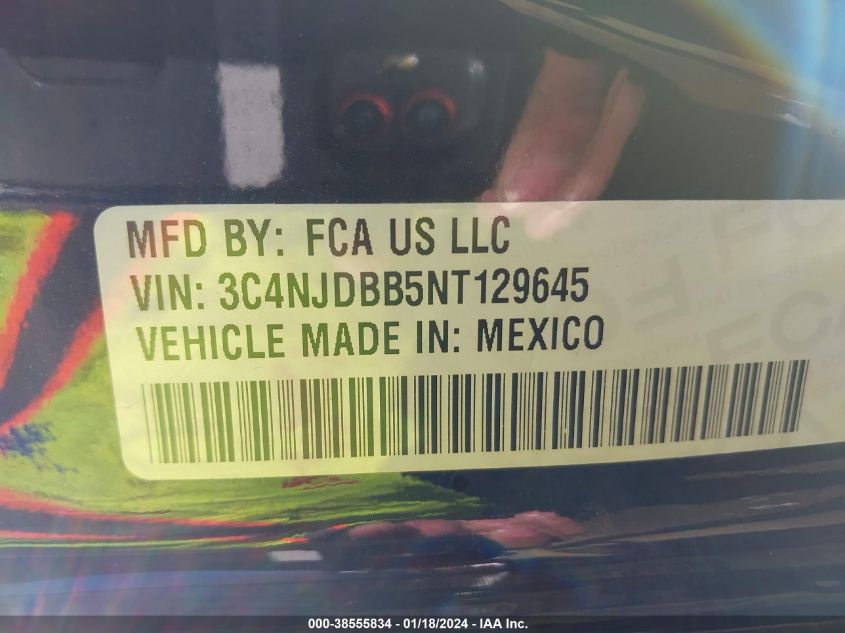 MFD BY: FCA US LLC
VIN: 3C4NJDBB5NT129645
VEHICLE MADE IN: MEXICO
000-38555834 - 01/18/2024 - IAA Inc.